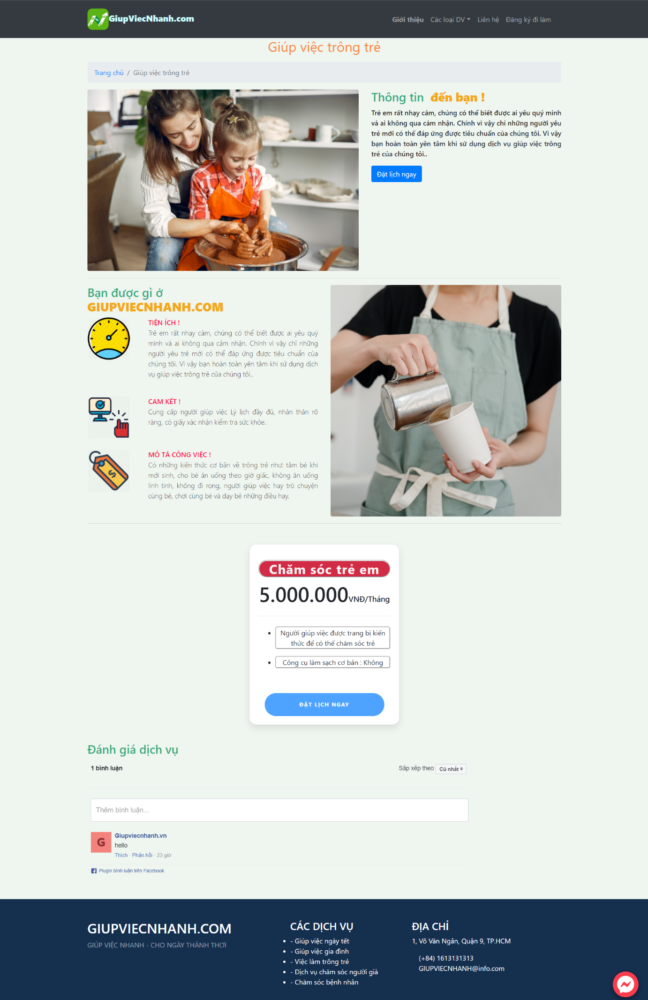 GiupViecNhanh.com
Giới thiệu Các loại DV Liên hệ Đăng ký đi làm
Giúp việc trông trẻ
Trang chủ / Giúp việc trông trẻ
Thông tin đến bạn !
Trẻ em rất nhạy cảm, chúng có thể biết được ai yêu quý mình
và ai không qua cảm nhận. Chính vì vậy chỉ những người yêu
trẻ mới có thể đáp ứng được tiêu chuẩn của chúng tôi. Vì vậy
bạn hoàn toàn yên tâm khi sử dụng dịch vụ giúp việc trông
trẻ của chúng tôi..
Đặt lịch ngay
Bạn được gì ở
GIUPVIECNHANH.COM
TIỆN ÍCH !
Trẻ em rất nhạy cảm, chúng có thể biết được ai yêu quý
mình và ai không qua cảm nhận. Chính vì vậy chỉ những
người yêu trẻ mới có thể đáp ứng được tiêu chuẩn của
chúng tôi. Vì vậy bạn hoàn toàn yên tâm khi sử dụng dịch
vụ giúp việc trông trẻ của chúng tôi..
CAM KẾT !
Cung cấp người giúp việc Lý lịch đầy đủ, nhân thân rõ
ràng, có giấy xác nhận kiểm tra sức khỏe.
MÔ TẢ CÔNG VIỆC !
Có những kiến thức cơ bản về trông trẻ như: tắm bé khi
mới sinh, cho bé ăn uống theo giờ giấc, không ăn uống
linh tinh, không đi rong, người giúp việc hay trò chuyện
cùng bé, chơi cùng bé và dạy bé những điều hay.
Chăm sóc trẻ em
5.000.000VNĐ/Tháng
Người giúp việc được trang bị kiến
thức để có thể chăm sóc trẻ
Công cụ làm sạch cơ bản : Không
ĐẶT LỊCH NGAY
Đánh giá dịch vụ
1 bình luận
Sắp xếp theo Cũ nhất
Thêm bình luận...
G
Giupviecnhanh.vn
hello
Thích · Phản hồi · 23 giờ
Plugin bình luận trên Facebook
GIUPVIECNHANH.COM
GIÚP VIỆC NHANH - CHO NGÀY THẢNH THƠI
CÁC DỊCH VỤ
- Giúp việc ngày tết
- Giúp việc gia đình
- Việc làm trông trẻ
- Dịch vụ chăm sóc người già
- Chăm sóc bệnh nhân
ĐỊA CHỈ
1, Võ Văn Ngân, Quận 9, TP.HCM
(+84) 1613131313
GIUPVIECNHANH@info.com